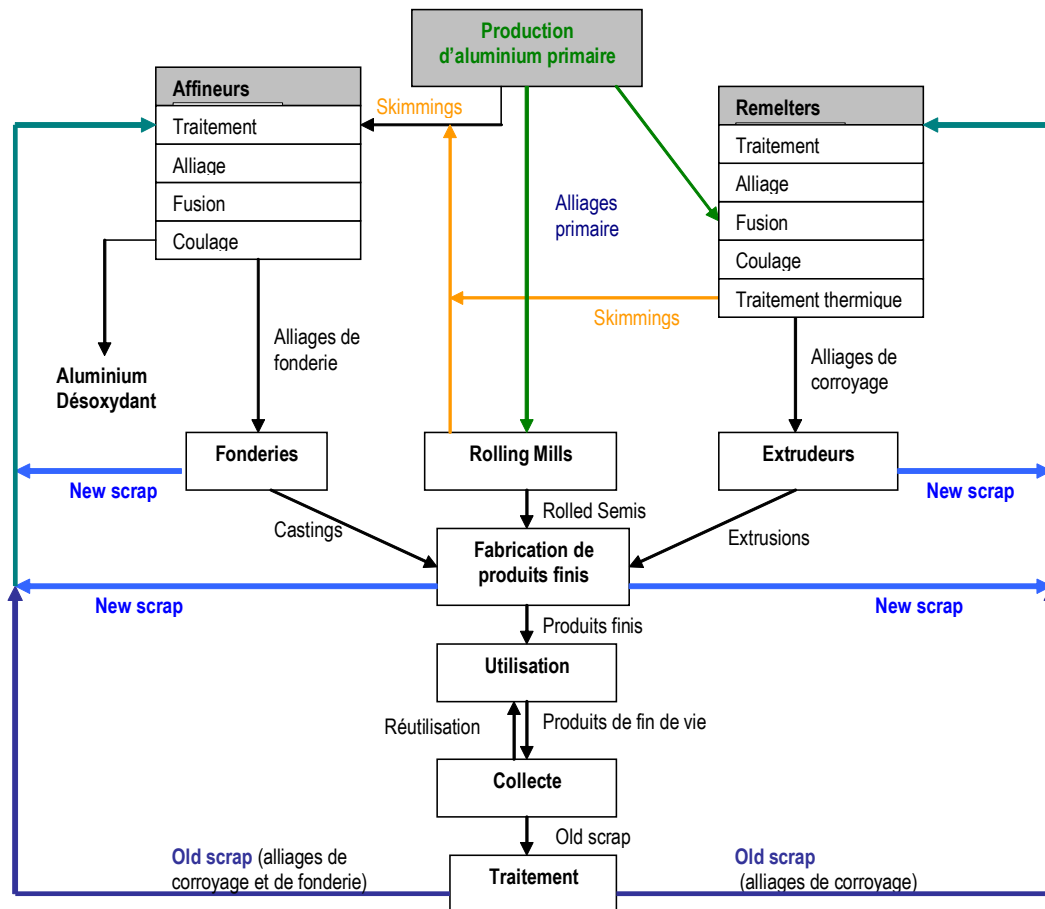 Production
d'aluminium primaire
Affineurs
Traitement
Alliage
Fusion
Coulage
Skimmings
Remelters
Traitement
Alliage
Fusion
Coulage
Traitement thermique
Alliages
primaire
Skimmings
Alliages de
fonderie
Aluminium
Désoxydant
Alliages de
corroyage
Fonderies
Rolling Mills
Extrudeurs
New scrap
New scrap
Castings
Rolled Semis
Extrusions
Fabrication de
produits finis
New scrap
New scrap
Produits finis
Utilisation
Réutilisation
Produits de fin de vie
Collecte
Old scrap
Old scrap (alliages de
corroyage et de fonderie)
Traitement
Old scrap
(alliages de corroyage)